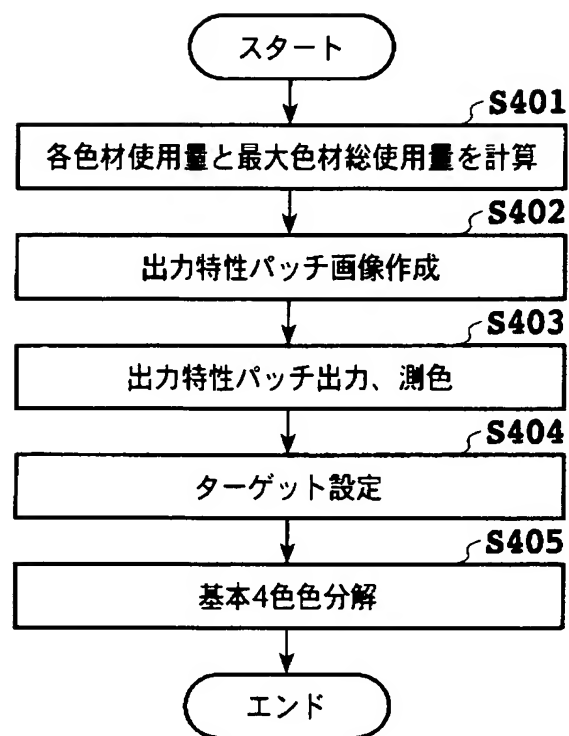 スタート
S401
各色材使用量と最大色材総使用量を計算
S402
出力特性パッチ画像作成
S403
出力特性パッチ出力、測色
S404
ターゲット設定
S405
基本4色色分解
エンド